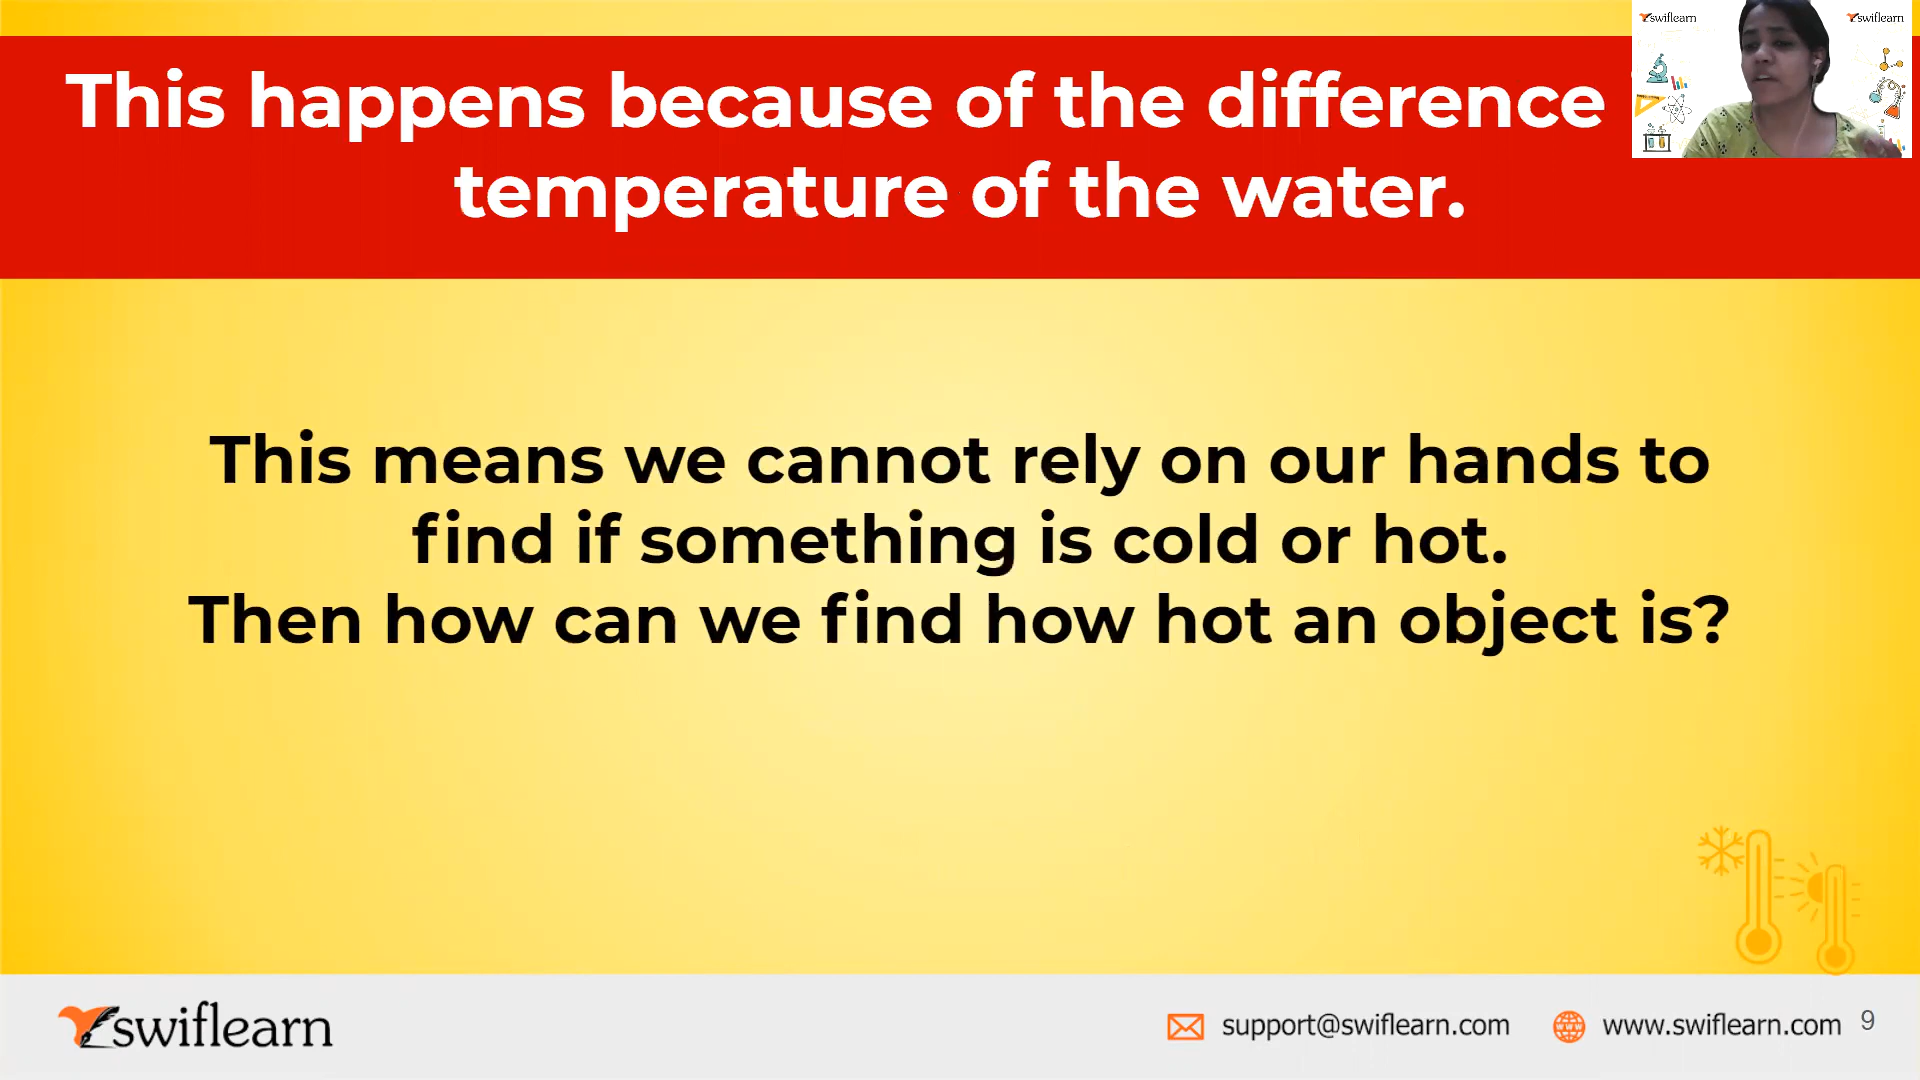 swiflearn swiflearn
This happens because of the difference
temperature of the water.
This means we cannot rely on our hands to
find if something is cold or hot.
Then how can we find how hot an object is?
swiflearn
support@swiflearn.com
www.swiflearn.com
9